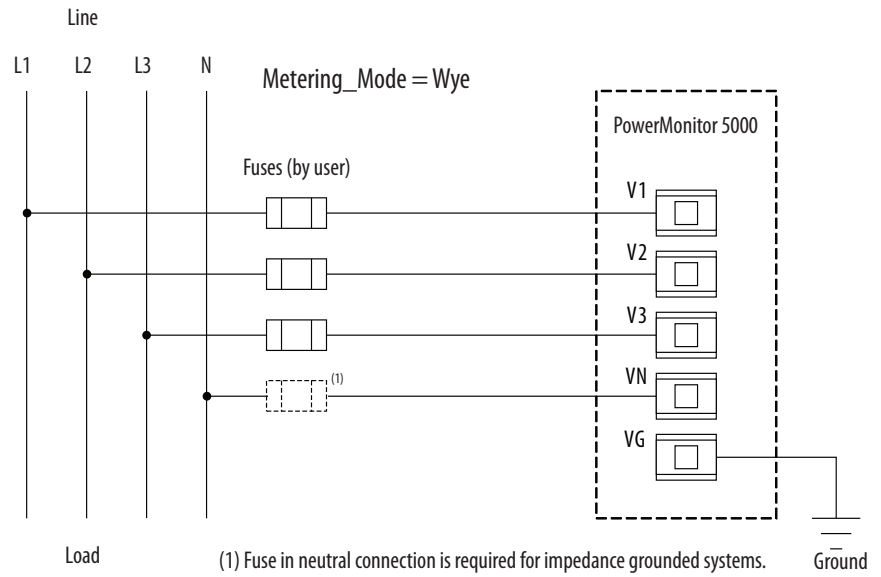 Line
L1 L2 L3 N
Metering_Mode = Wye
PowerMonitor 5000
Fuses (by user)
V1
V2
V3
(1)
VN
VG
Load
(1) Fuse in neutral connection is required for impedance grounded systems.
Ground